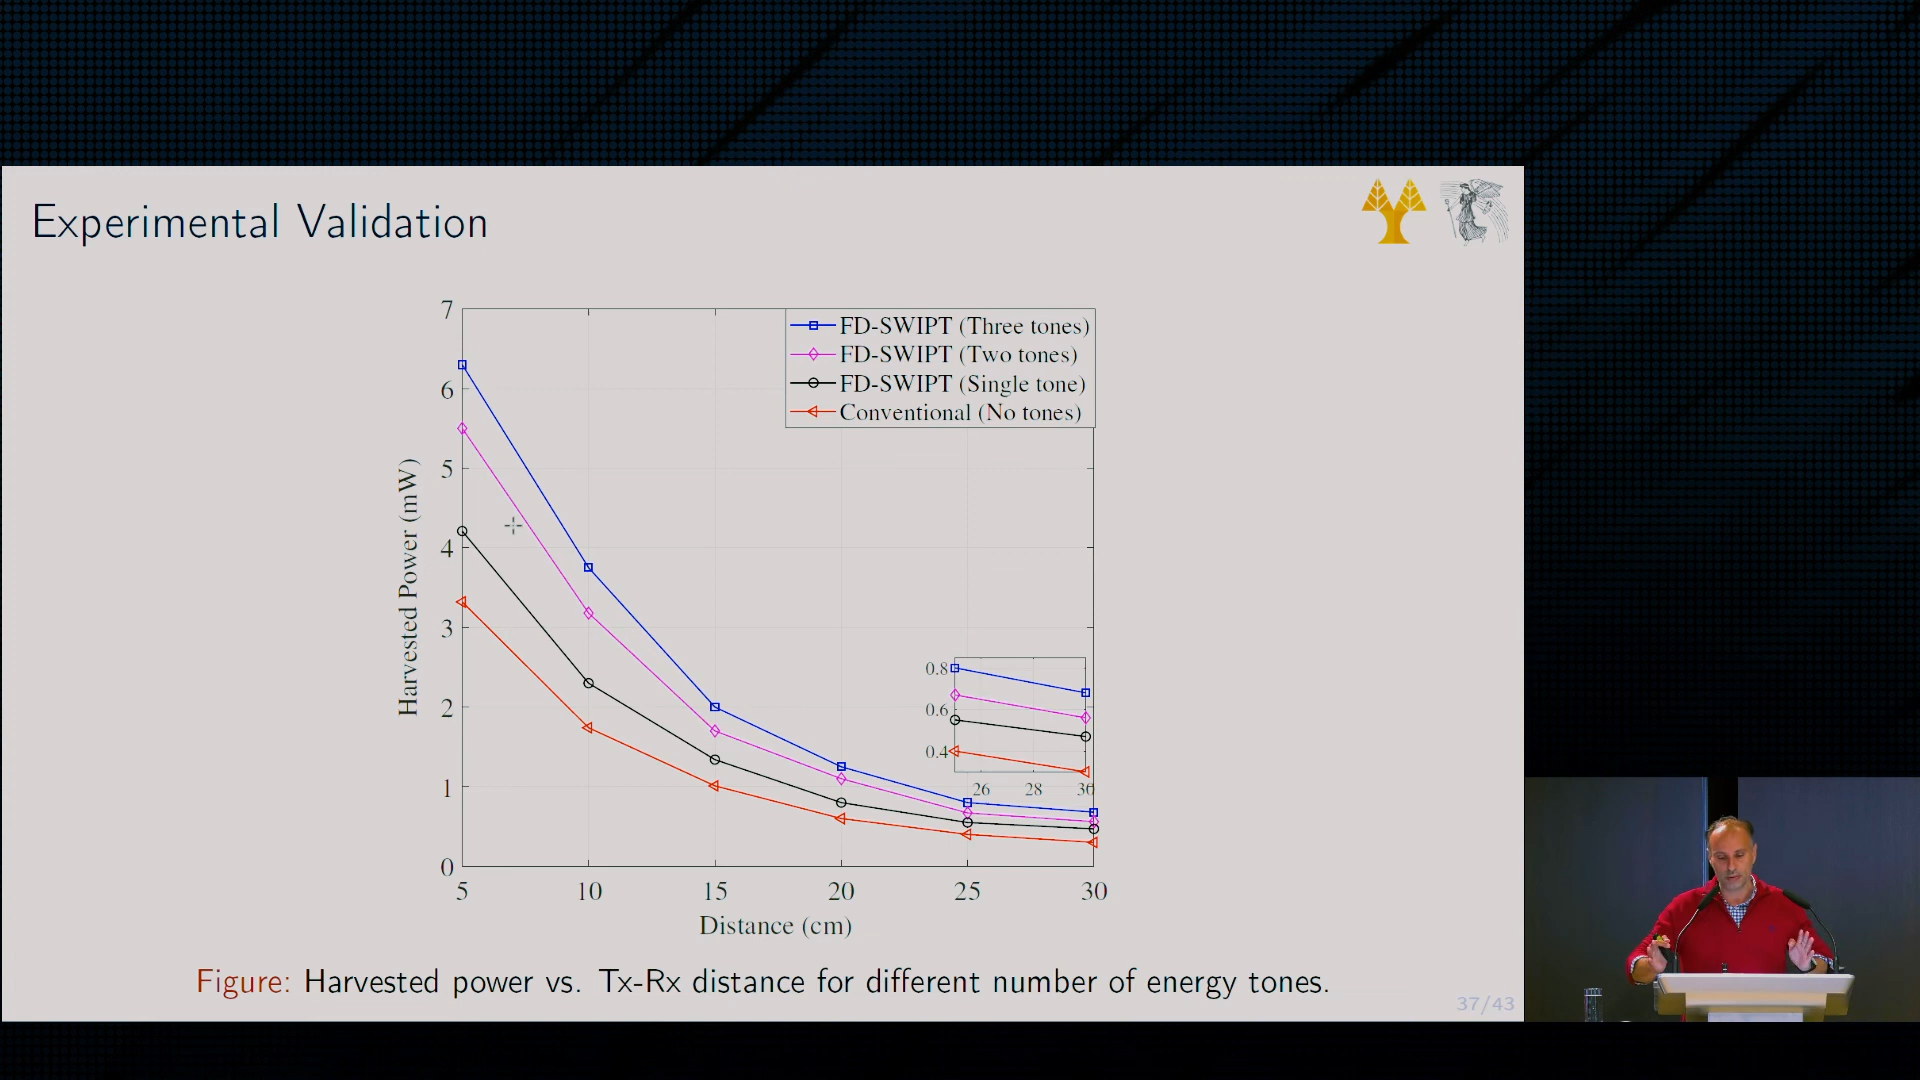 Experimental Validation
7
6
5
4
3
2
1
0
Harvested Power (mW)
FD-SWIPT (Three tones)
FD-SWIPT (Two tones)
FD-SWIPT (Single tone)
Conventional (No tones)
0.8
0.6
0.4
26 28 30
5 10 15 20 25 30
Distance (cm)
Figure: Harvested power vs. Tx-Rx distance for different number of energy tones.
37/43